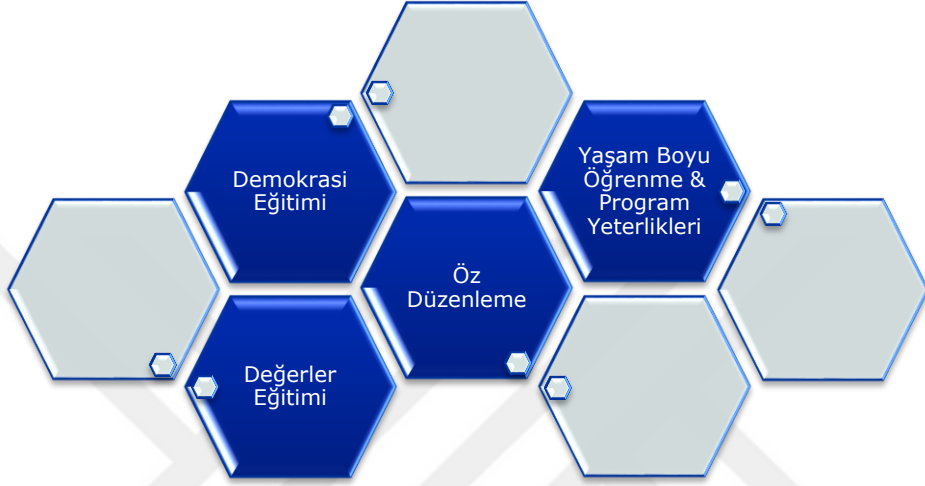 Demokrasi
Eğitimi
Yaşam Boyu
Öğrenme &
Program
Yeterlikleri
Öz
Düzenleme
Değerler
Eğitimi